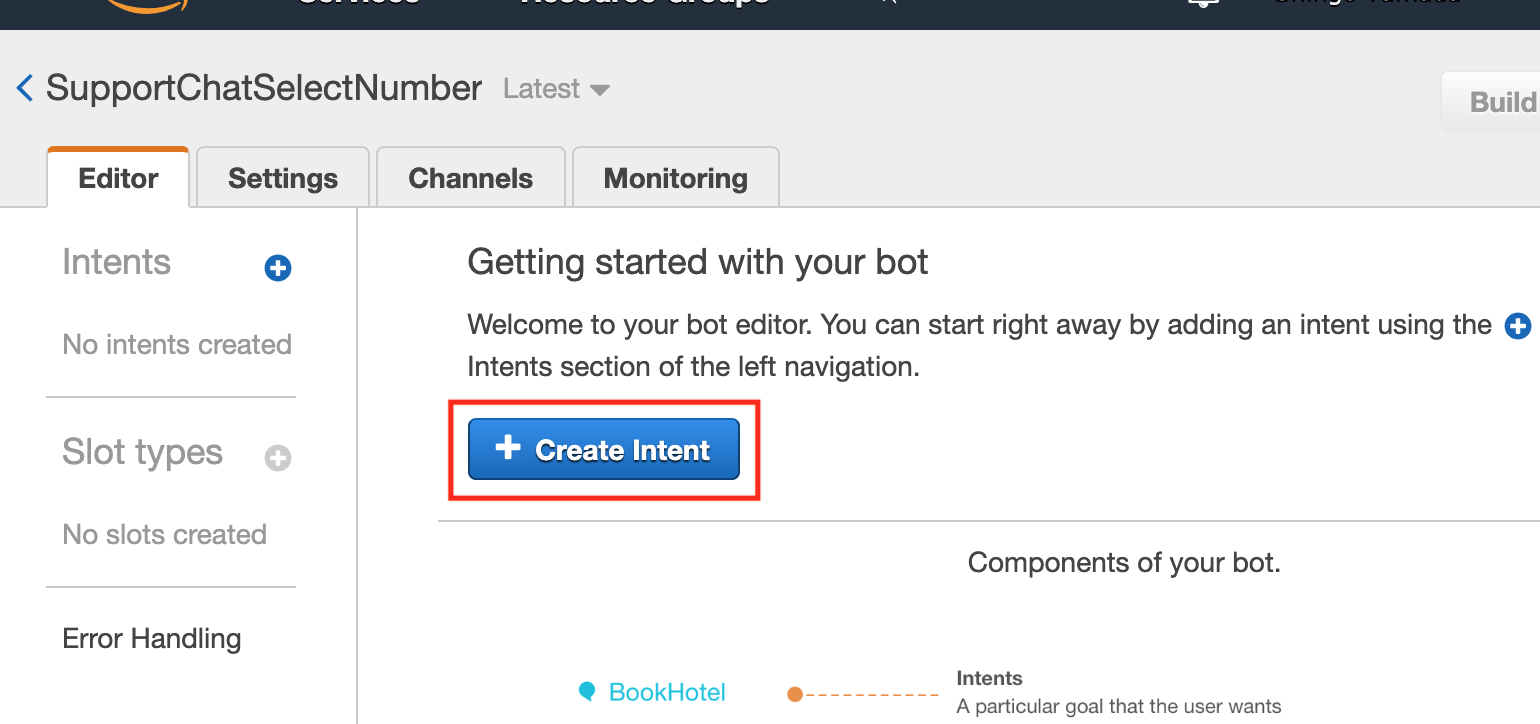 Services Resource Groups
SupportChatSelectNumber Latest
Build
Editor Settings Channels Monitoring
Intents
No intents created
Slot types
No slots created
Error Handling
Getting started with your bot
Welcome to your bot editor. You can start right away by adding an intent using the
Intents section of the left navigation.
Create Intent
Components of your bot.
BookHotel
Intents
A particular goal that the user wants